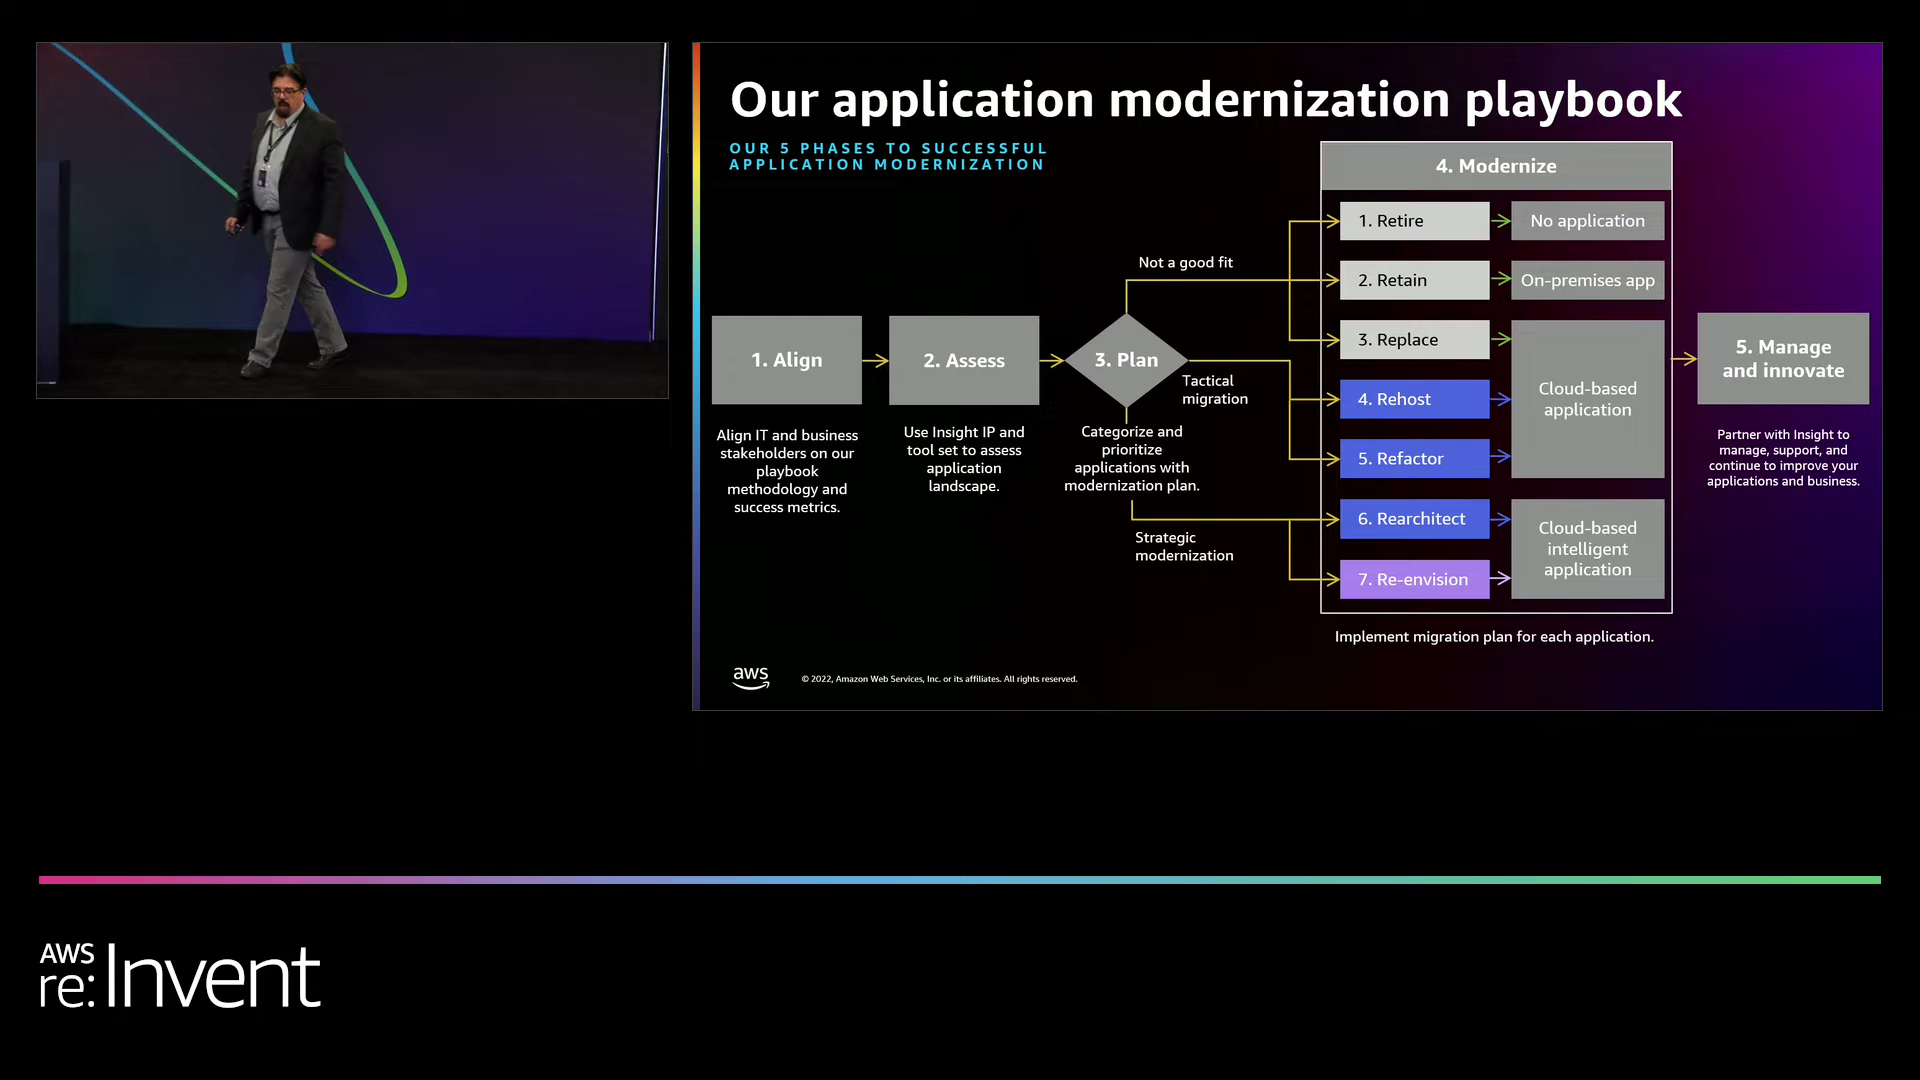 Our application modernization playbook
OUR 5 PHASES TO SUCCESSFUL
APPLICATION MODERNIZATION
1. Align
Align IT and business
stakeholders on our
playbook
methodology and
success metrics.
2. Assess
Use Insight IP and
tool set to assess
application
landscape.
3. Plan
Categorize and
prioritize
applications with
modernization plan.
Not a good fit
Tactical
migration
Strategic
modernization
4. Modernize
1. Retire
No application
2. Retain
On-premises app
3. Replace
4. Rehost
5. Refactor
Cloud-based
application
6. Rearchitect
7. Re-envision
Cloud-based
intelligent
application
Implement migration plan for each application.
5. Manage
and innovate
Partner with Insight to
manage, support, and
continue to improve your
applications and business.
aws
© 2022, Amazon Web Services, Inc. or its affiliates. All rights reserved.
AWS
re:Invent